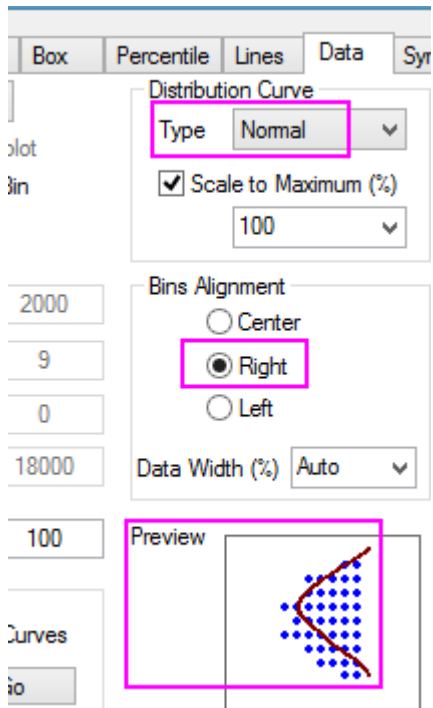 Box Percentile Lines Data
Distribution Curve
Type Normal
Scale to Maximum (%)
100
Bins Alignment
2000
Center
9
Right
0
Left
18000
Data Width (%) Auto
100
Preview
Curves